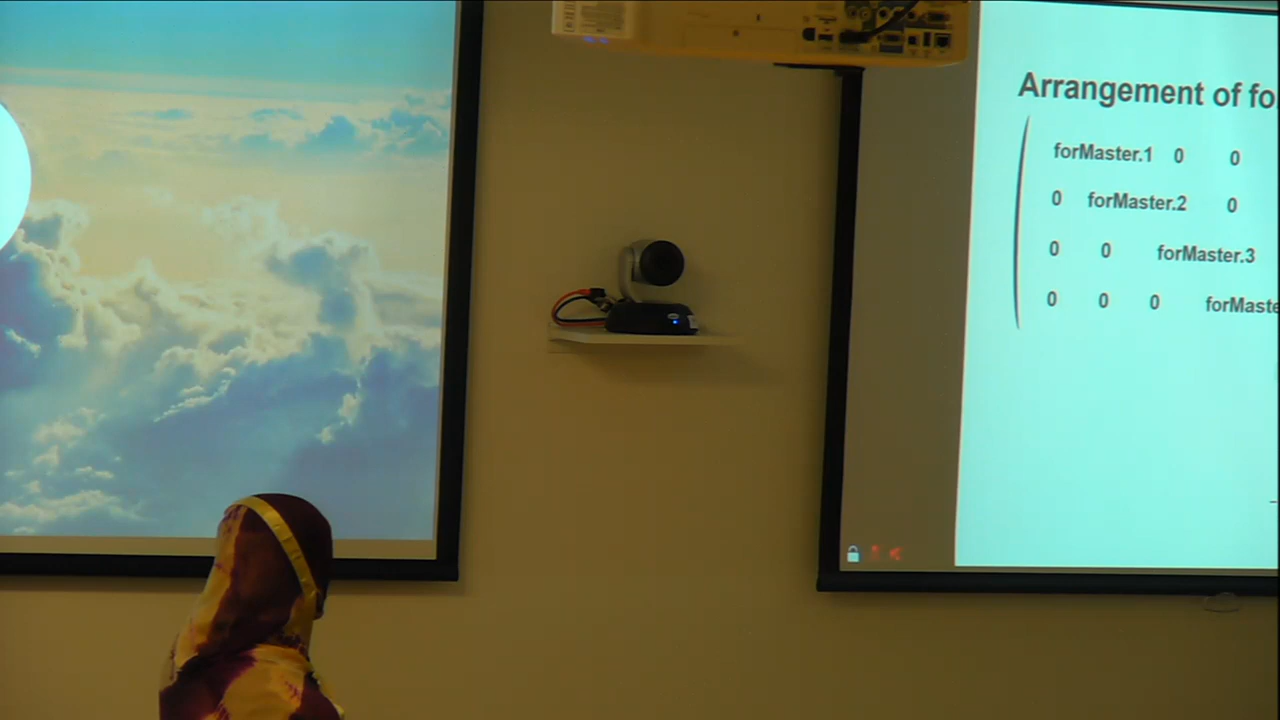 Arrangement of fo
forMaster.1 0 0
0 forMaster.2 0
0 0 forMaster.3
0 0 0 forMaste